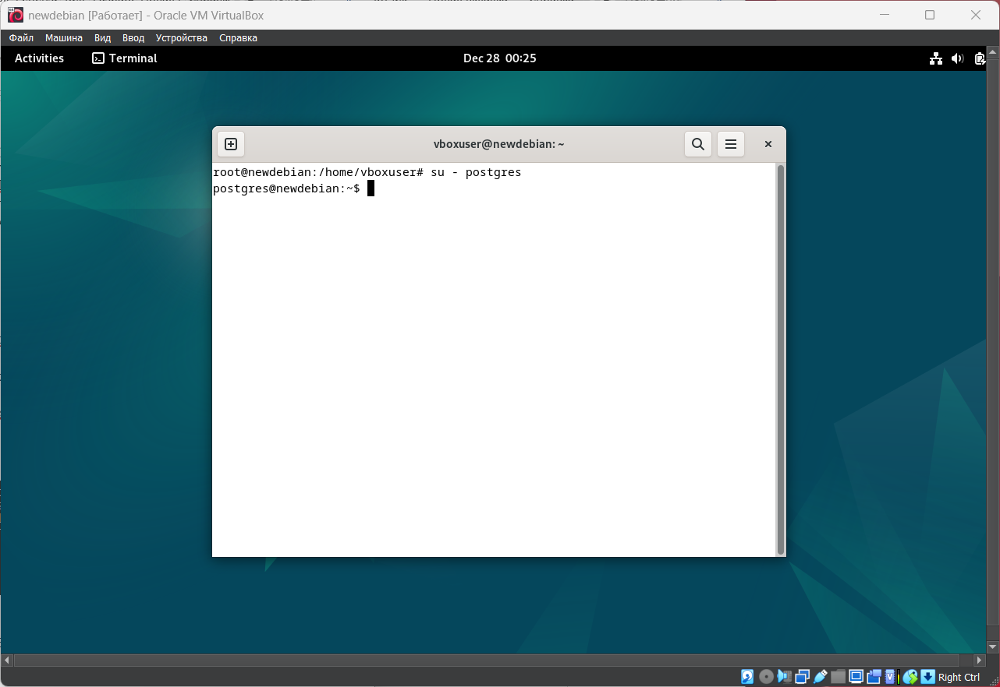 newdebian [Работает] - Oracle VM VirtualBox
Файл Машина Вид Ввод Устройства Справка
Activities Terminal Dec 28 00:25
vboxuser@newdebian: ~
root@newdebian:/home/vboxuser# su - postgres
postgres@newdebian:~$
Right Ctrl